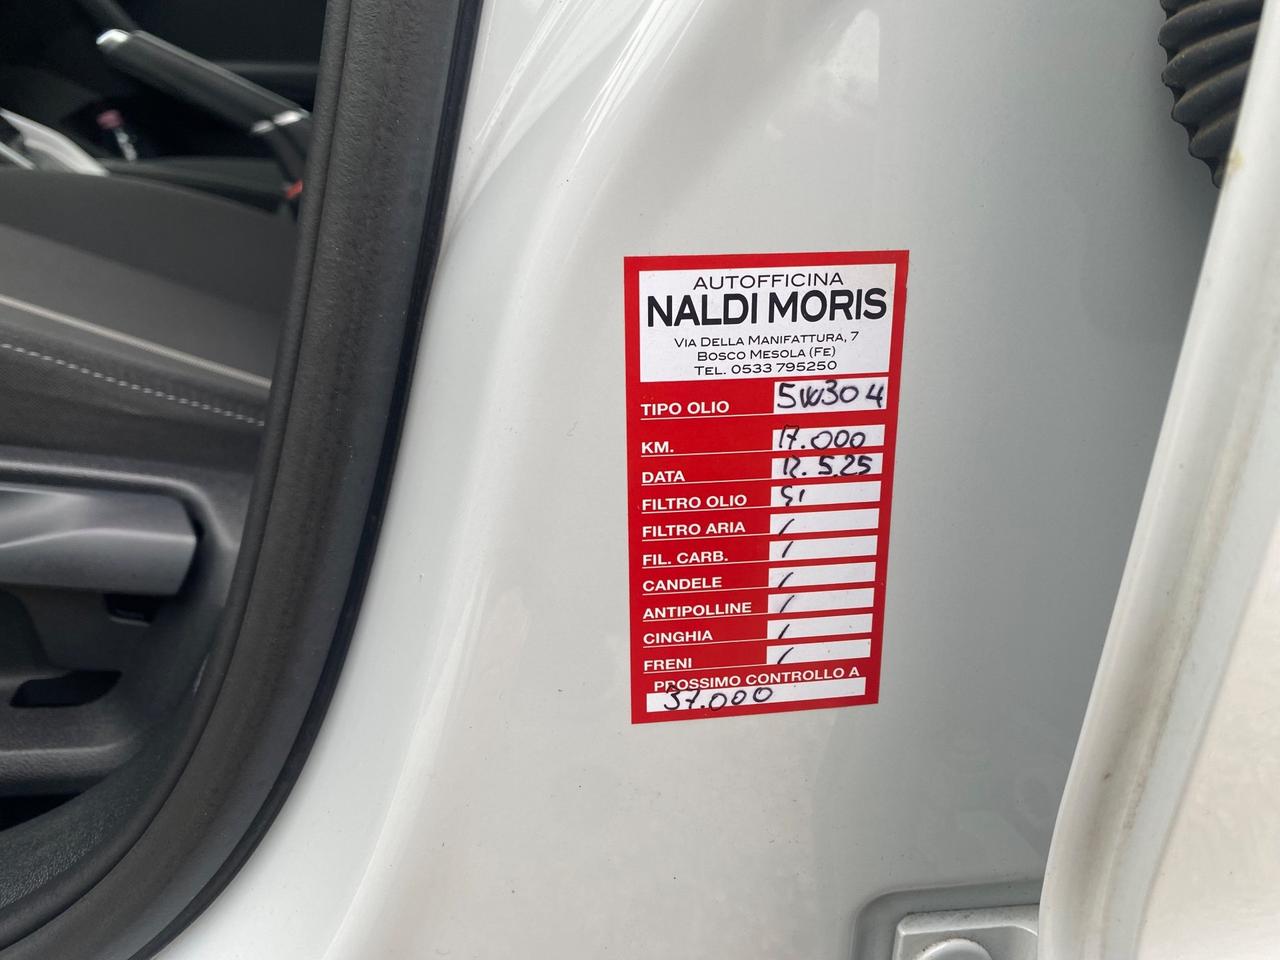 AUTOFFICINA
NALDI MORIS
VIA DELLA MANIFATTURA, 7
BOSCO MESOLA (FE)
TEL. 0533 795250
TIPO OLIO 5W30 4
KM. 17.000
DATA 12.5.25
FILTRO OLIO SI
FILTRO ARIA /
FIL. CARB. /
CANDELE /
ANTIPOLLINE /
CINGHIA /
FRENI /
PROSSIMO CONTROLLO A
37.000